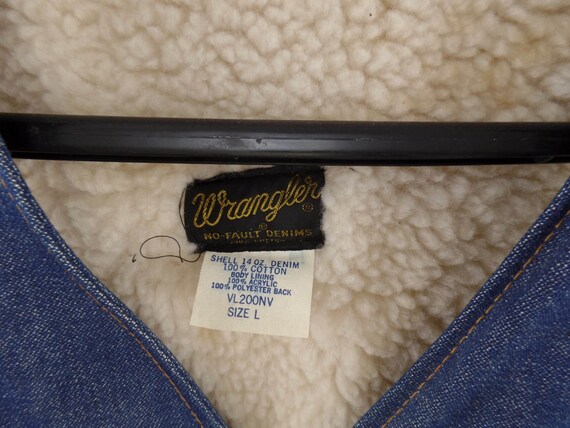 Wrangler®
®
NO-FAULT DENIMS
SHELL 14 OZ. DENIM
100% COTTON
BODY LINING
100% ACRYLIC
100% POLYESTER BACK
VL200NV
SIZE L